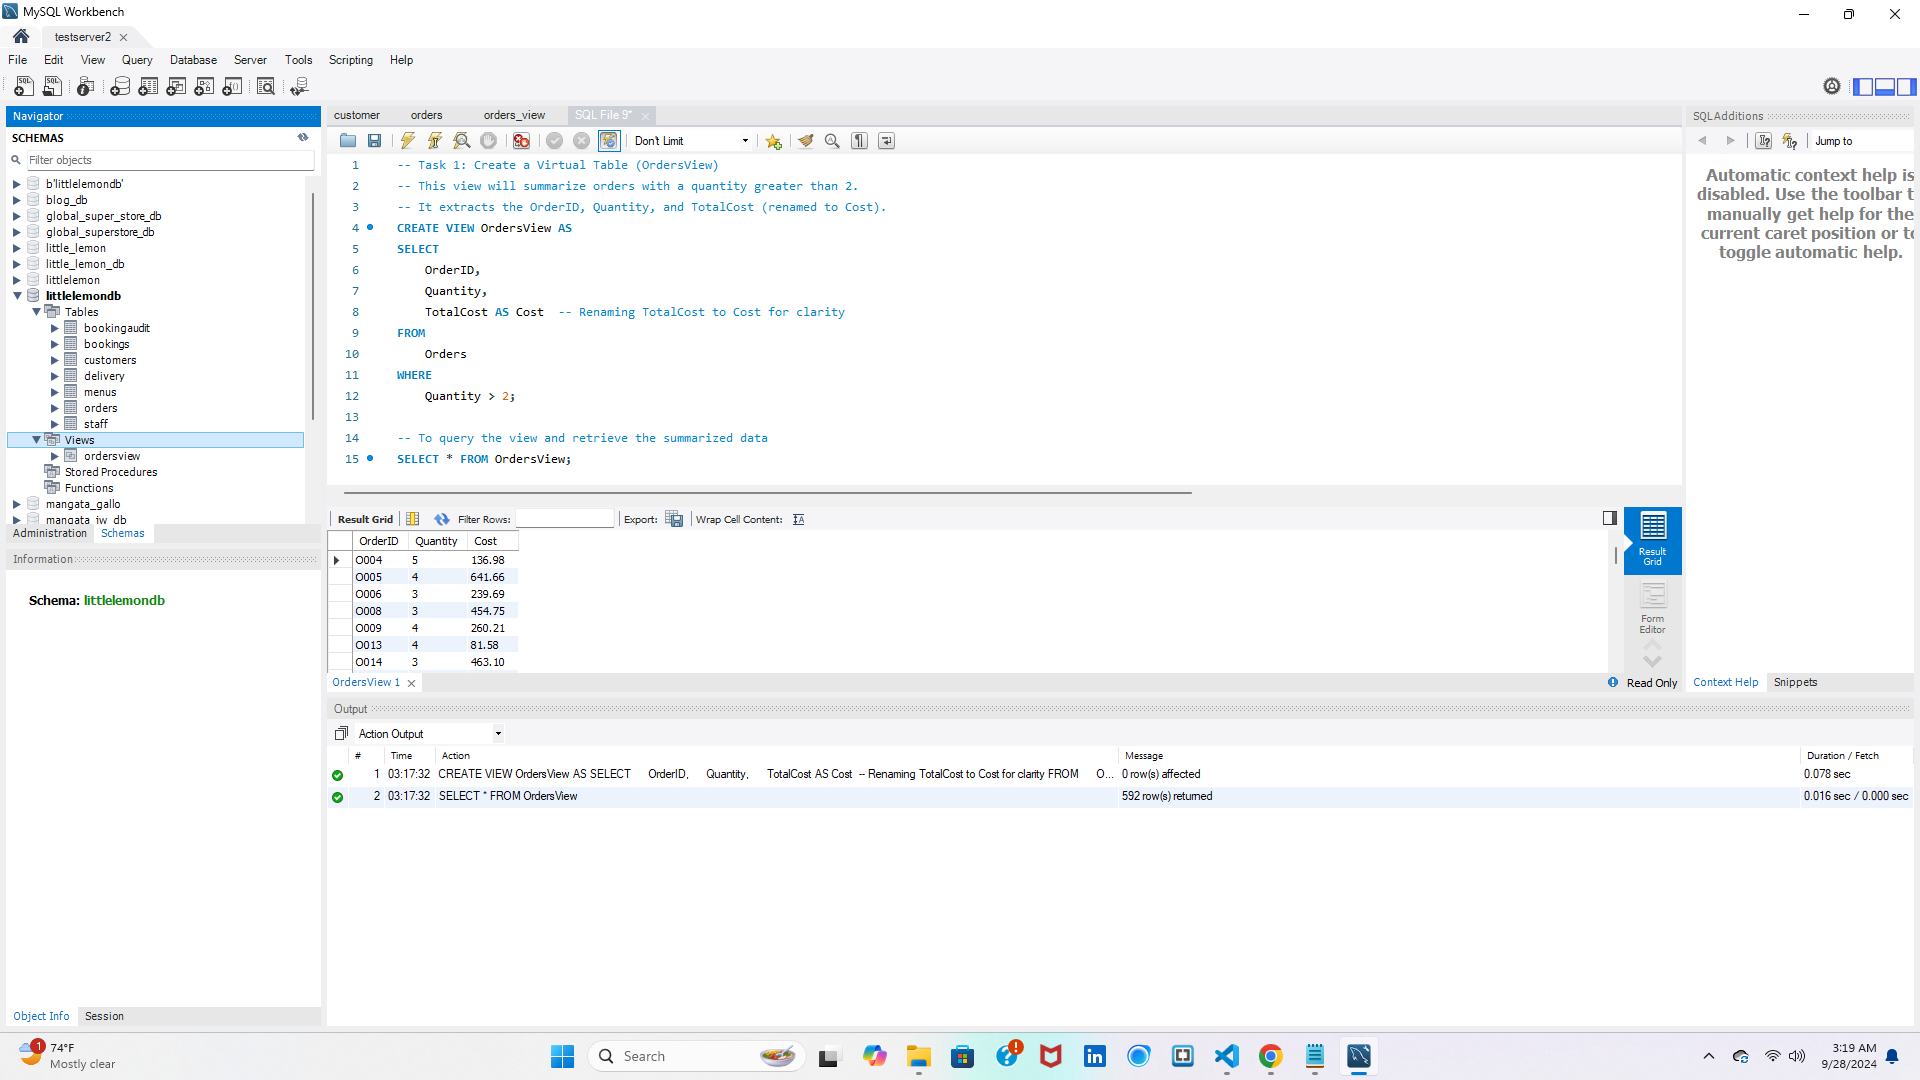 MySQL Workbench
testserver2
File Edit View Query Database Server Tools Scripting Help
Navigator
SCHEMAS
Filter objects
b'littlelemondb'
blog_db
global_super_store_db
global_superstore_db
little_lemon
little_lemon_db
littlelemon
littlelemondb
Tables
bookingaudit
bookings
customers
delivery
menus
orders
staff
Views
ordersview
Stored Procedures
Functions
mangata_gallo
mangata_jw_db
Administration Schemas
Information
Schema: littlelemondb
Object Info Session
customer orders orders_view SQL File 9*
Don't Limit
1 -- Task 1: Create a Virtual Table (OrdersView)
2 -- This view will summarize orders with a quantity greater than 2.
3 -- It extracts the OrderID, Quantity, and TotalCost (renamed to Cost).
4 CREATE VIEW OrdersView AS
5 SELECT
6 OrderID,
7 Quantity,
8 TotalCost AS Cost -- Renaming TotalCost to Cost for clarity
9 FROM
10 Orders
11 WHERE
12 Quantity > 2;
13
14 -- To query the view and retrieve the summarized data
15 SELECT * FROM OrdersView;
Result Grid Filter Rows: Export: Wrap Cell Content:
OrderID Quantity Cost
O004 5 136.98
O005 4 641.66
O006 3 239.69
O008 3 454.75
O009 4 260.21
O013 4 81.58
O014 3 463.10
Result
Grid
Form
Editor
OrdersView 1
Read Only
SQLAdditions
Jump to
Automatic context help is
disabled. Use the toolbar t
manually get help for the
current caret position or to
toggle automatic help.
Context Help Snippets
Output
Action Output
# Time Action Message Duration / Fetch
1 03:17:32 CREATE VIEW OrdersView AS SELECT OrderID, Quantity, TotalCost AS Cost -- Renaming TotalCost to Cost for clarity FROM O... 0 row(s) affected 0.078 sec
2 03:17:32 SELECT * FROM OrdersView 592 row(s) returned 0.016 sec / 0.000 sec
1
74°F
Mostly clear
Search
3:19 AM
9/28/2024